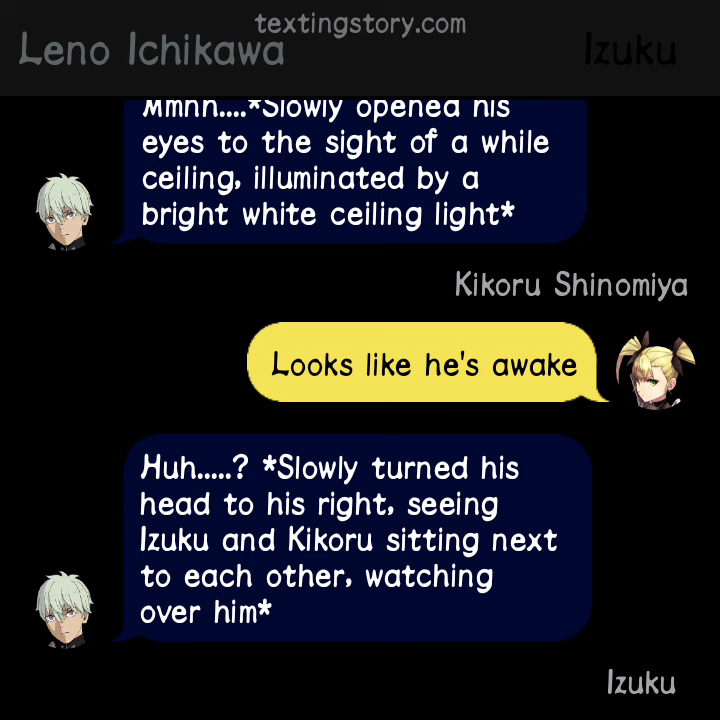 textingstory.com
Leno Ichikawa
Izuku
Mmhh....*Slowly opened his
eyes to the sight of a while
ceiling, illuminated by a
bright white ceiling light*
Kikoru Shinomiya
Looks like he's awake
Huh.....? *Slowly turned his
head to his right, seeing
Izuku and Kikoru sitting next
to each other, watching
over him*
Izuku